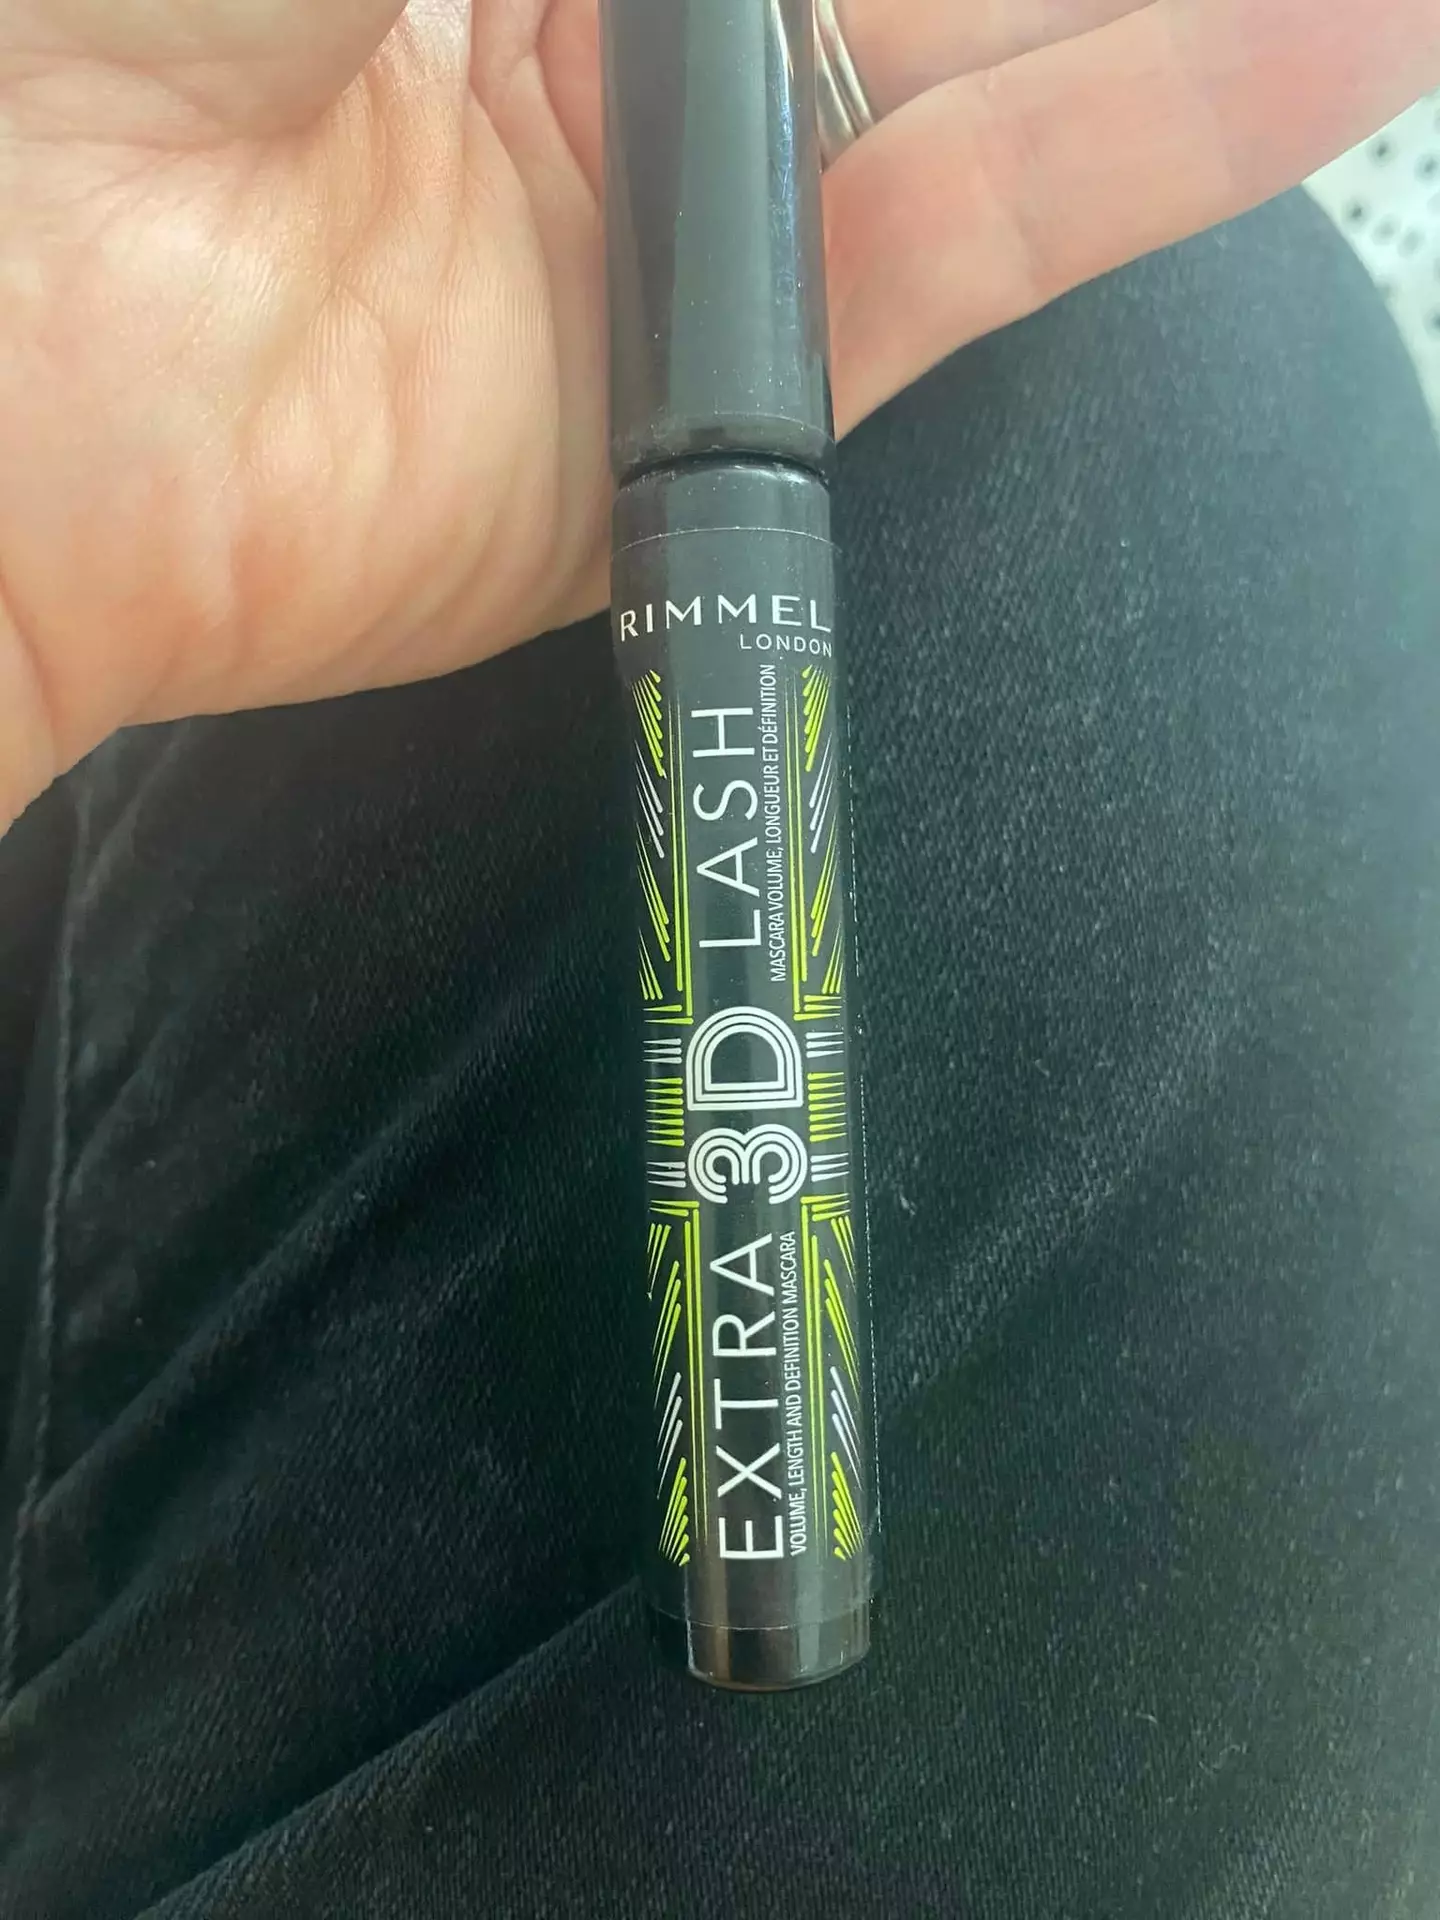 RIMMEL
LONDON
EXTRA 3D LASH
VOLUME, LENGTH AND DEFINITION MASCARA
MASCARA VOLUME, LONGUEUR ET DÉFINITION